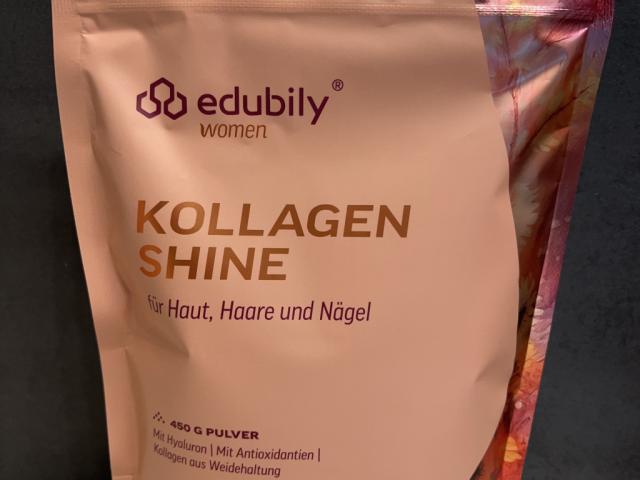 edubily®
women
KOLLAGEN
SHINE
für Haut, Haare und Nägel
450 G PULVER
Mit Hyaluron | Mit Antioxidantien |
Kollagen aus Weidehaltung